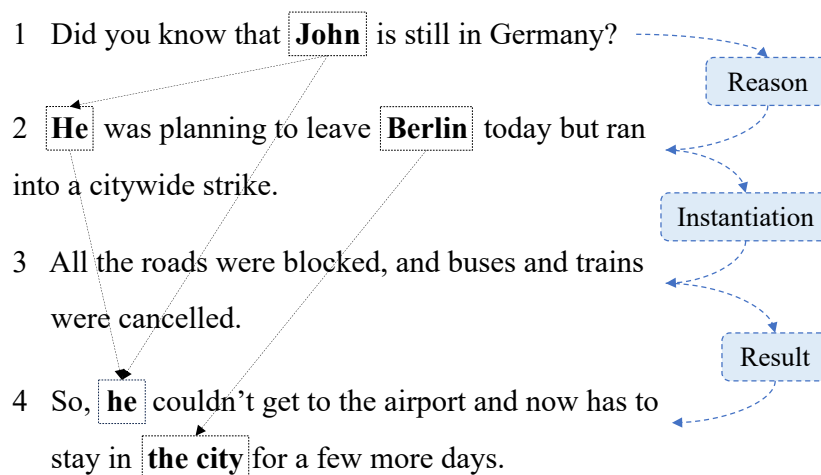 1 Did you know that John is still in Germany?
Reason
2 He was planning to leave Berlin today but ran
into a citywide strike.
Instantiation
3 All the roads were blocked, and buses and trains
were cancelled.
Result
4 So, he couldn’t get to the airport and now has to
stay in the city for a few more days.